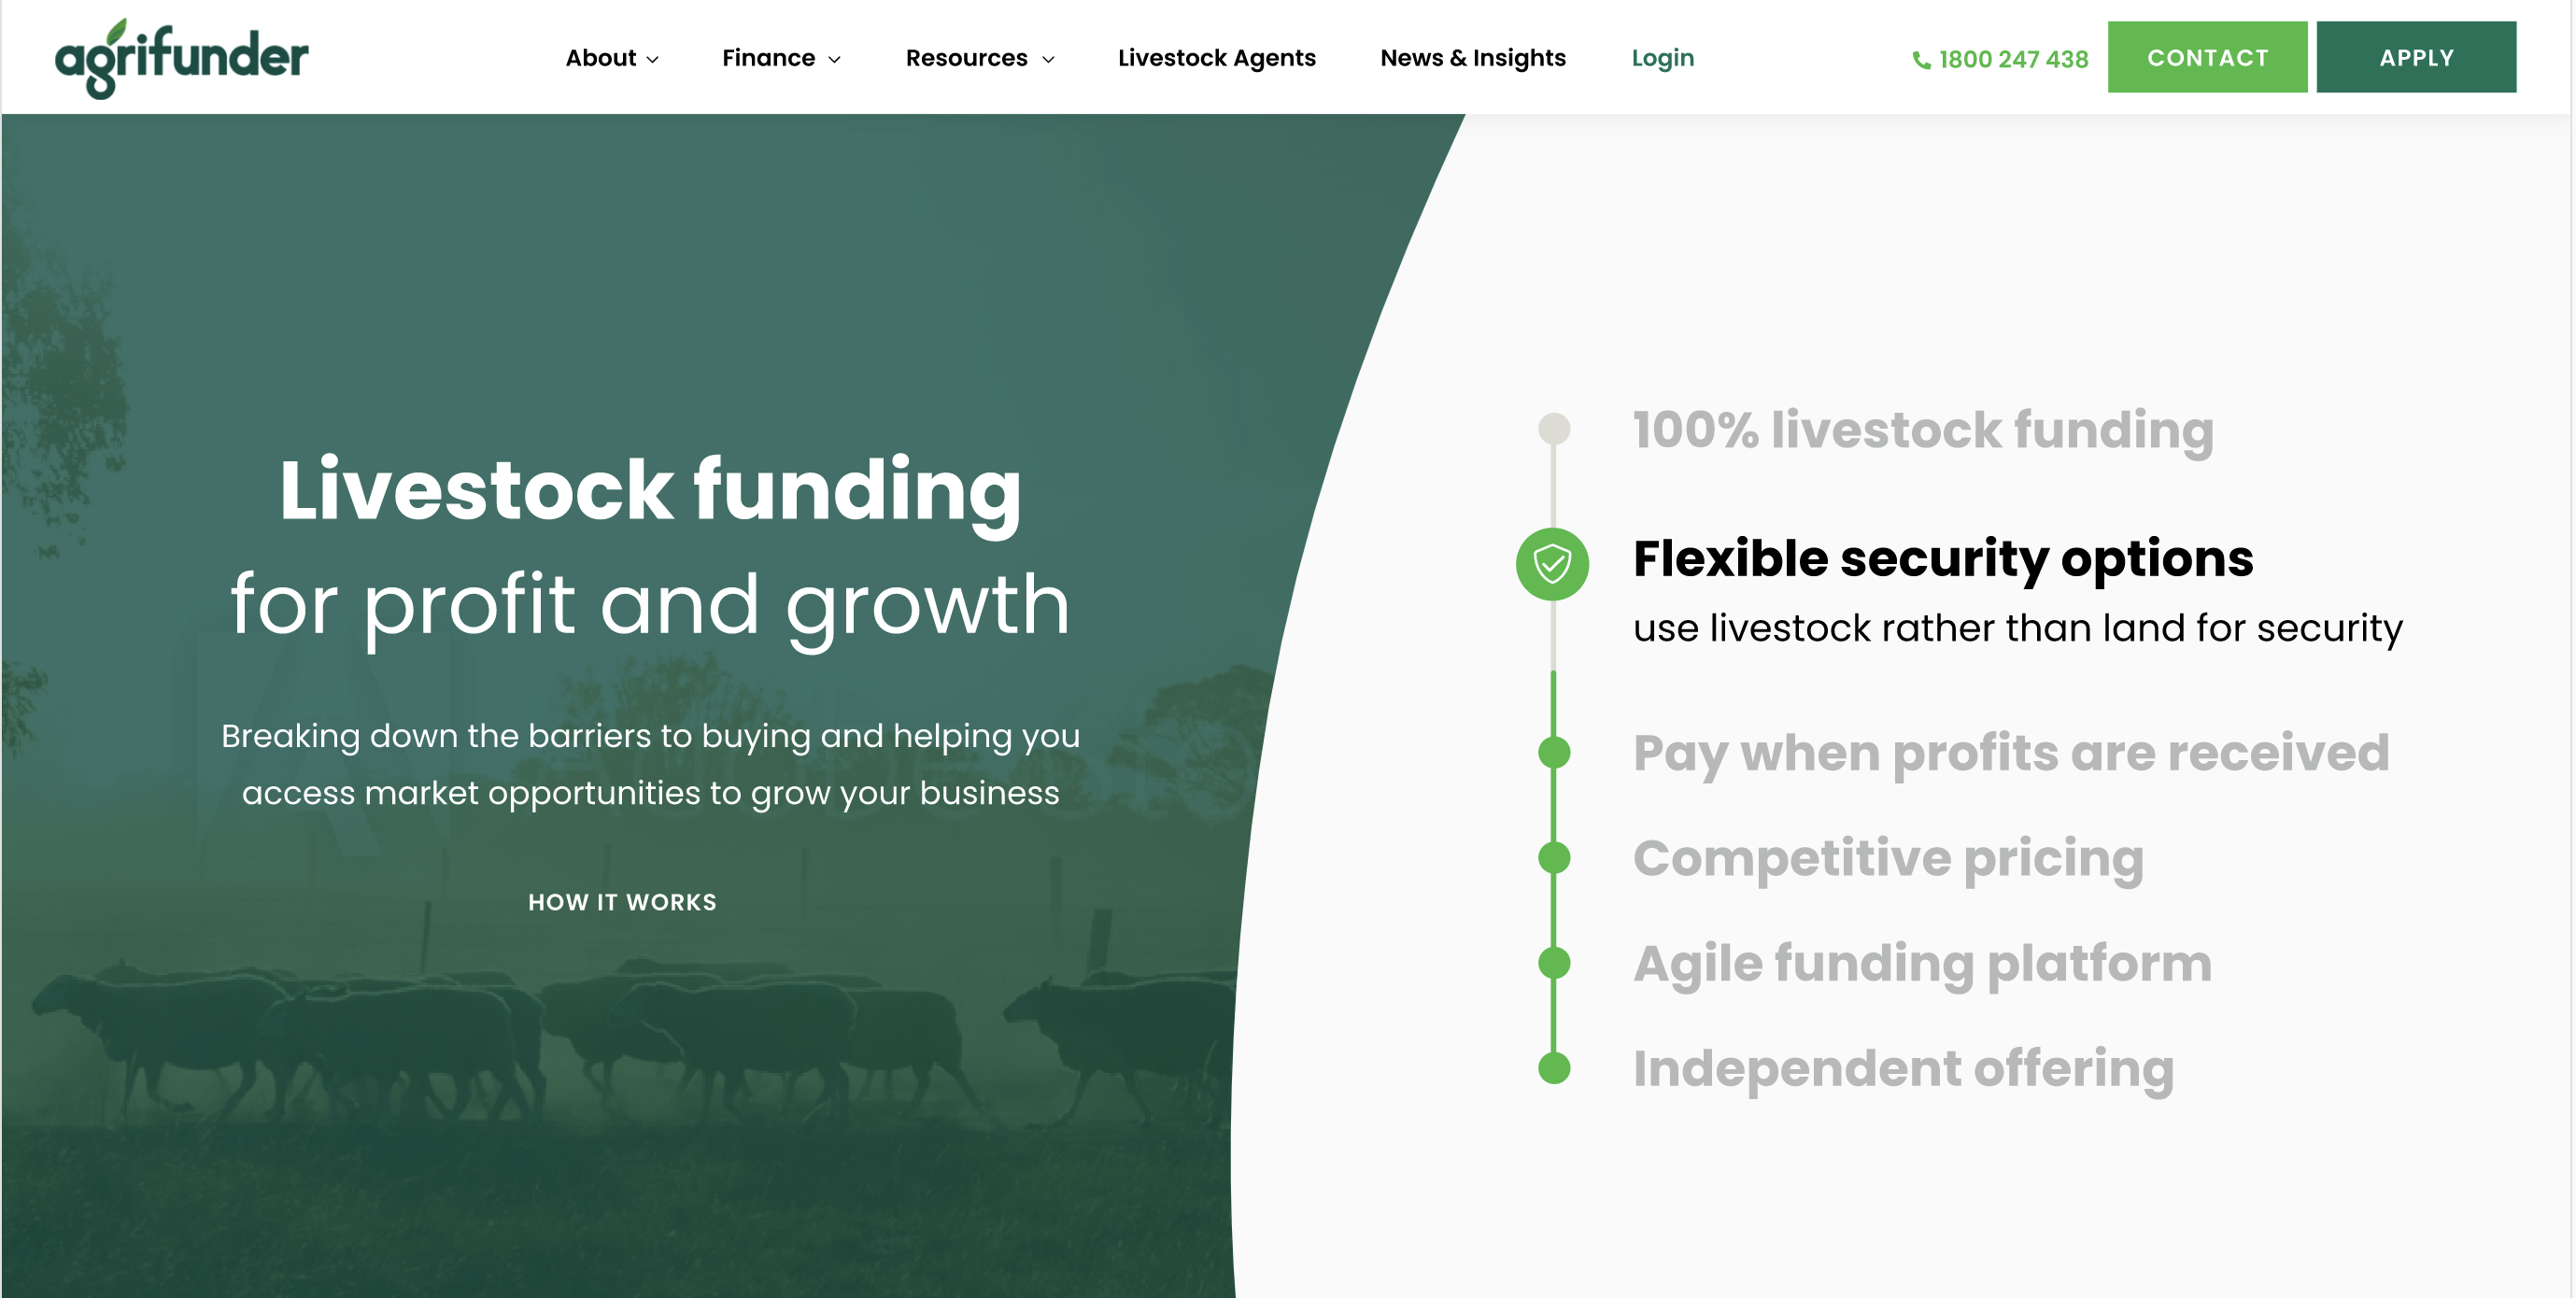 agrifunder
About
Finance
Resources
Livestock Agents
News & Insights
Login
1800 247 438
CONTACT
APPLY
Livestock funding
for profit and growth
Breaking down the barriers to buying and helping you
access market opportunities to grow your business
HOW IT WORKS
100% livestock funding
Flexible security options
use livestock rather than land for security
Pay when profits are received
Competitive pricing
Agile funding platform
Independent offering